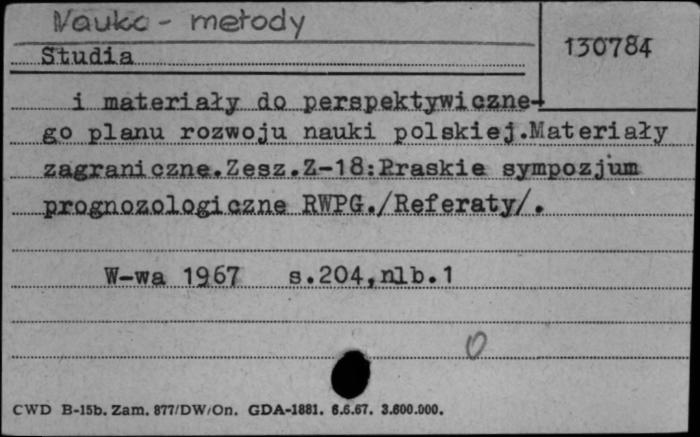 Nauka - metody
130784
Studia
i materiały do perspektywiczne-
go planu rozwoju nauki polskiej.Materiały
zagraniczne.Zesz.Z-18:Praskie sympozjum
prognozologiczne RWPG./Referaty/.
W-wa 1967 s.204,nlb.1
0
CWD B-15b. Zam. 877/DW/On. GDA-1881. 6.6.67. 3.600.000.